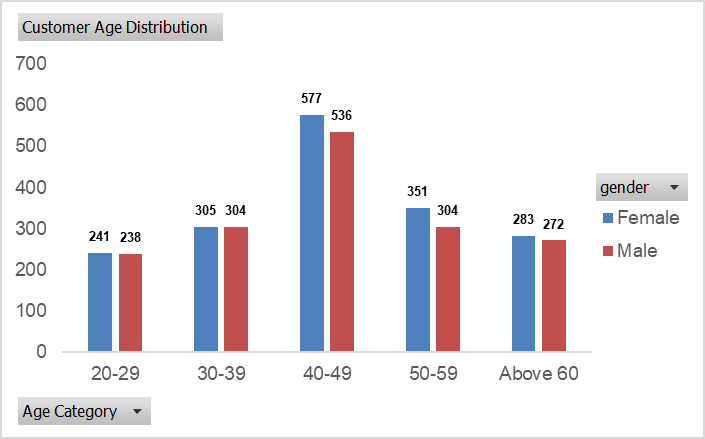 Customer Age Distribution
700
600
500
400
300
200
100
0
241 238
305 304
577 536
351 304
283 272
20-29 30-39 40-49 50-59 Above 60
gender
Female
Male
Age Category